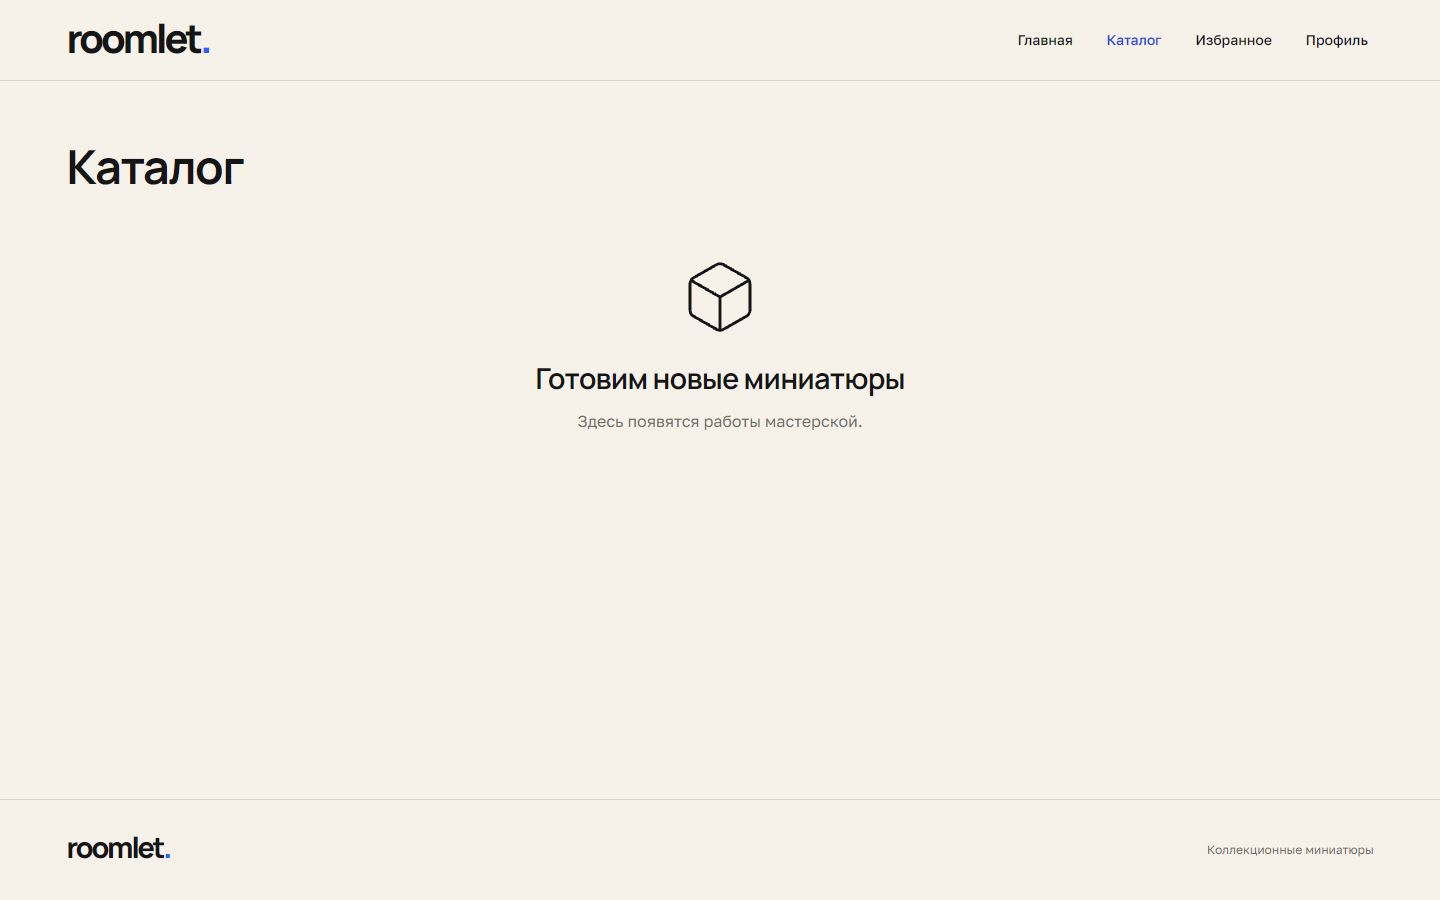 roomlet.
Главная Каталог Избранное Профиль
Каталог
Готовим новые миниатюры
Здесь появятся работы мастерской.
roomlet.
Коллекционные миниатюры